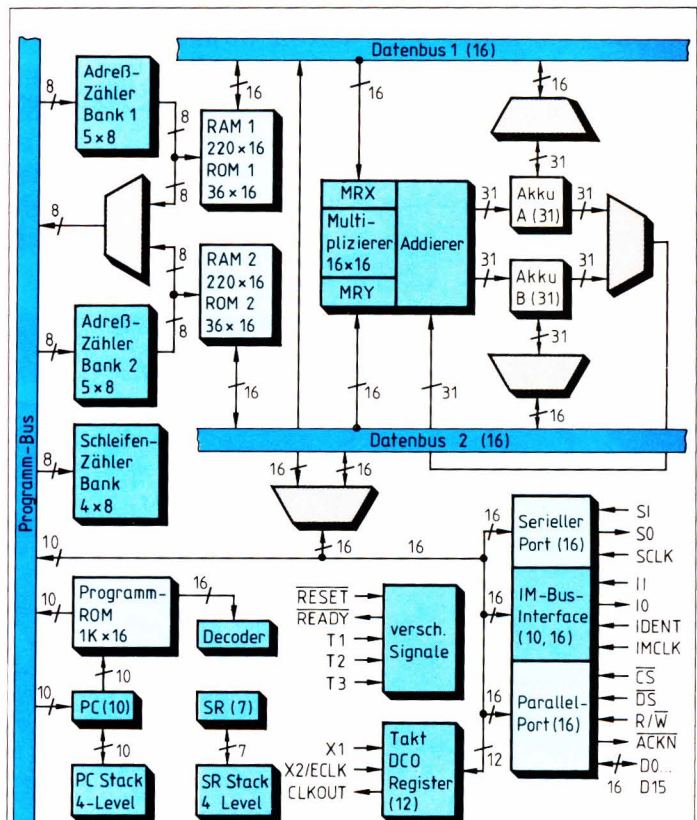 Datenbus 1 (16)
Programm-Bus
8
Adreß-
Zähler
Bank 1
5×8
8
8
8
8
16
RAM 1
220×16
ROM 1
36×16
8
8
8
RAM 2
220×16
ROM 2
36×16
16
8
Adreß-
Zähler
Bank 2
5×8
16
MRX
Multi-
plizierer
16×16
MRY
Addierer
16
31
31
31
16
31
Akku
A (31)
31
Akku
B (31)
31
31
16
Datenbus 2 (16)
8
Schleifen-
Zähler
Bank
4×8
16
16
16
10
16
10
Programm-
ROM
1K×16
16
Decoder
10
10
PC (10)
10
PC Stack
4-Level
SR (7)
7
SR Stack
4 Level
RESET
READY
T1
T2
T3
versch.
Signale
X1
X2/ECLK
CLKOUT
Takt
DCO
Register
(12)
12
16
Serieller
Port (16)
SI
SO
SCLK
16
IM-Bus-
Interface
(10, 16)
II
IO
IDENT
IMCLK
16
Parallel-
Port (16)
CS
DS
R/W
ACKN
D0...
16 D15